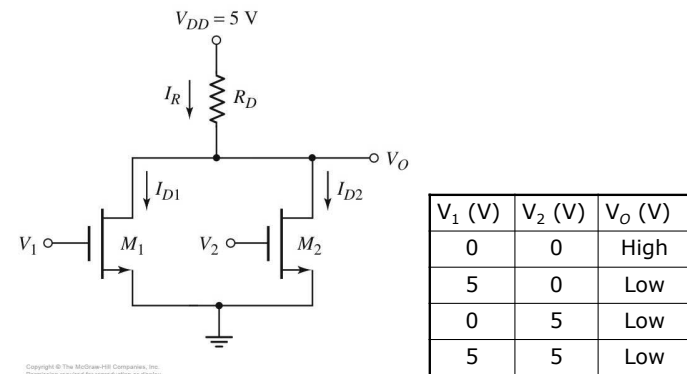 V_DD = 5 V
I_R
R_D
V_O
I_D1
I_D2
V_1
M_1
V_2
M_2
V_1 (V) V_2 (V) V_O (V)
0 0 High
5 0 Low
0 5 Low
5 5 Low
Copyright © The McGraw-Hill Companies, Inc.